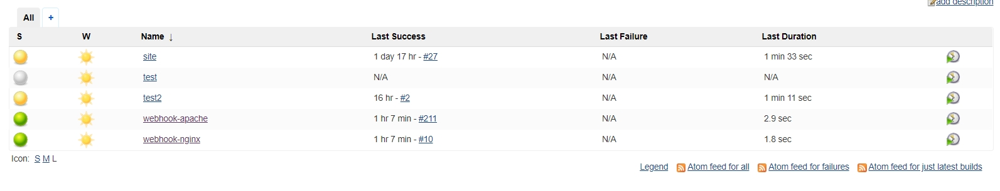 add description
All +
S W Name ↓ Last Success Last Failure Last Duration
site 1 day 17 hr - #27 N/A 1 min 33 sec
test N/A N/A N/A
test2 16 hr - #2 N/A 1 min 11 sec
webhook-apache 1 hr 7 min - #211 N/A 2.9 sec
webhook-nginx 1 hr 7 min - #10 N/A 1.8 sec
Icon: S M L
Legend Atom feed for all Atom feed for failures Atom feed for just latest builds